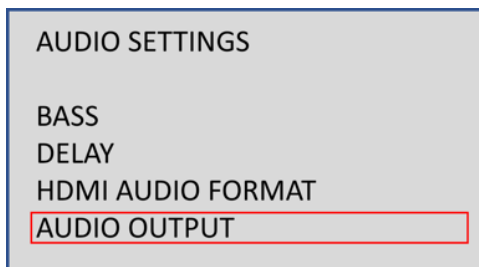 AUDIO SETTINGS
BASS
DELAY
HDMI AUDIO FORMAT
AUDIO OUTPUT